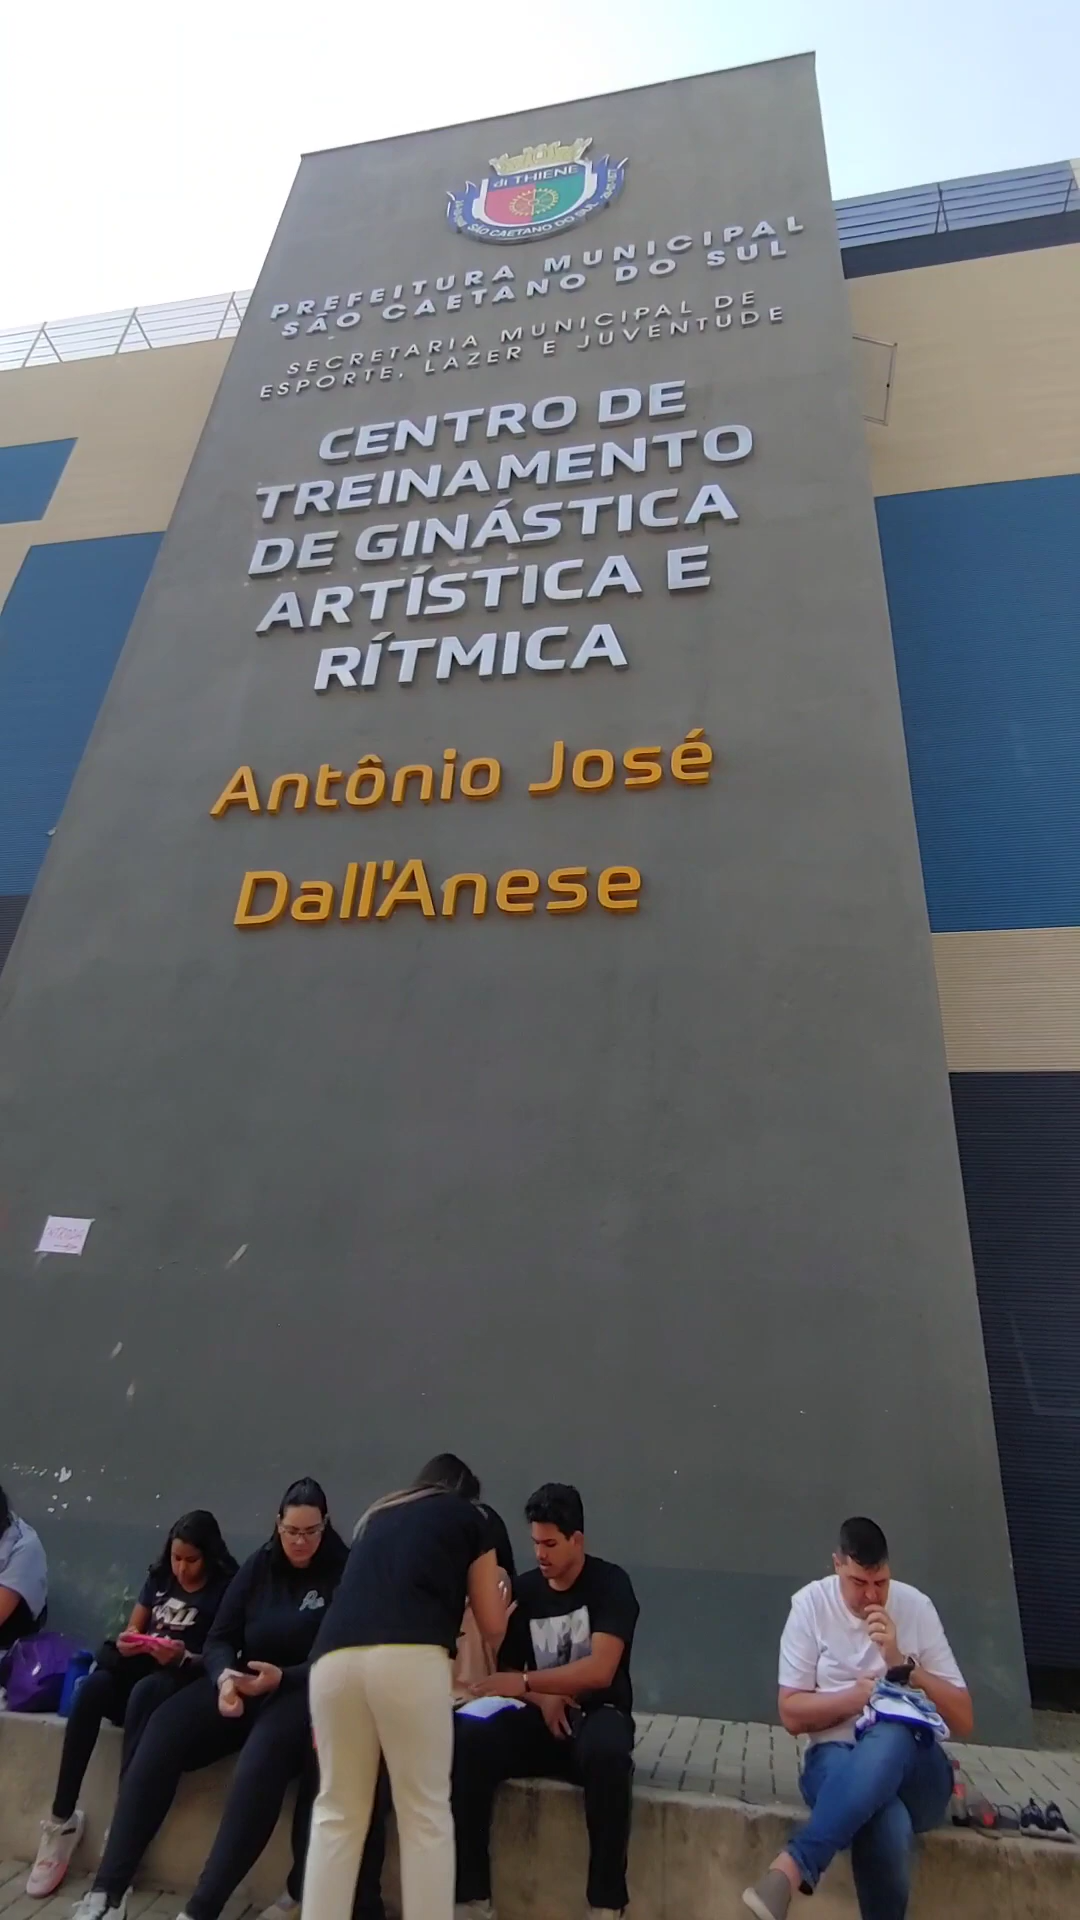 di THIENE
SÃO CAETANO DO SUL
PREFEITURA MUNICIPAL
SÃO CAETANO DO SUL
SECRETARIA MUNICIPAL DE
ESPORTE, LAZER E JUVENTUDE
CENTRO DE
TREINAMENTO
DE GINÁSTICA
ARTÍSTICA E
RÍTMICA
Antônio José
Dall'Anese